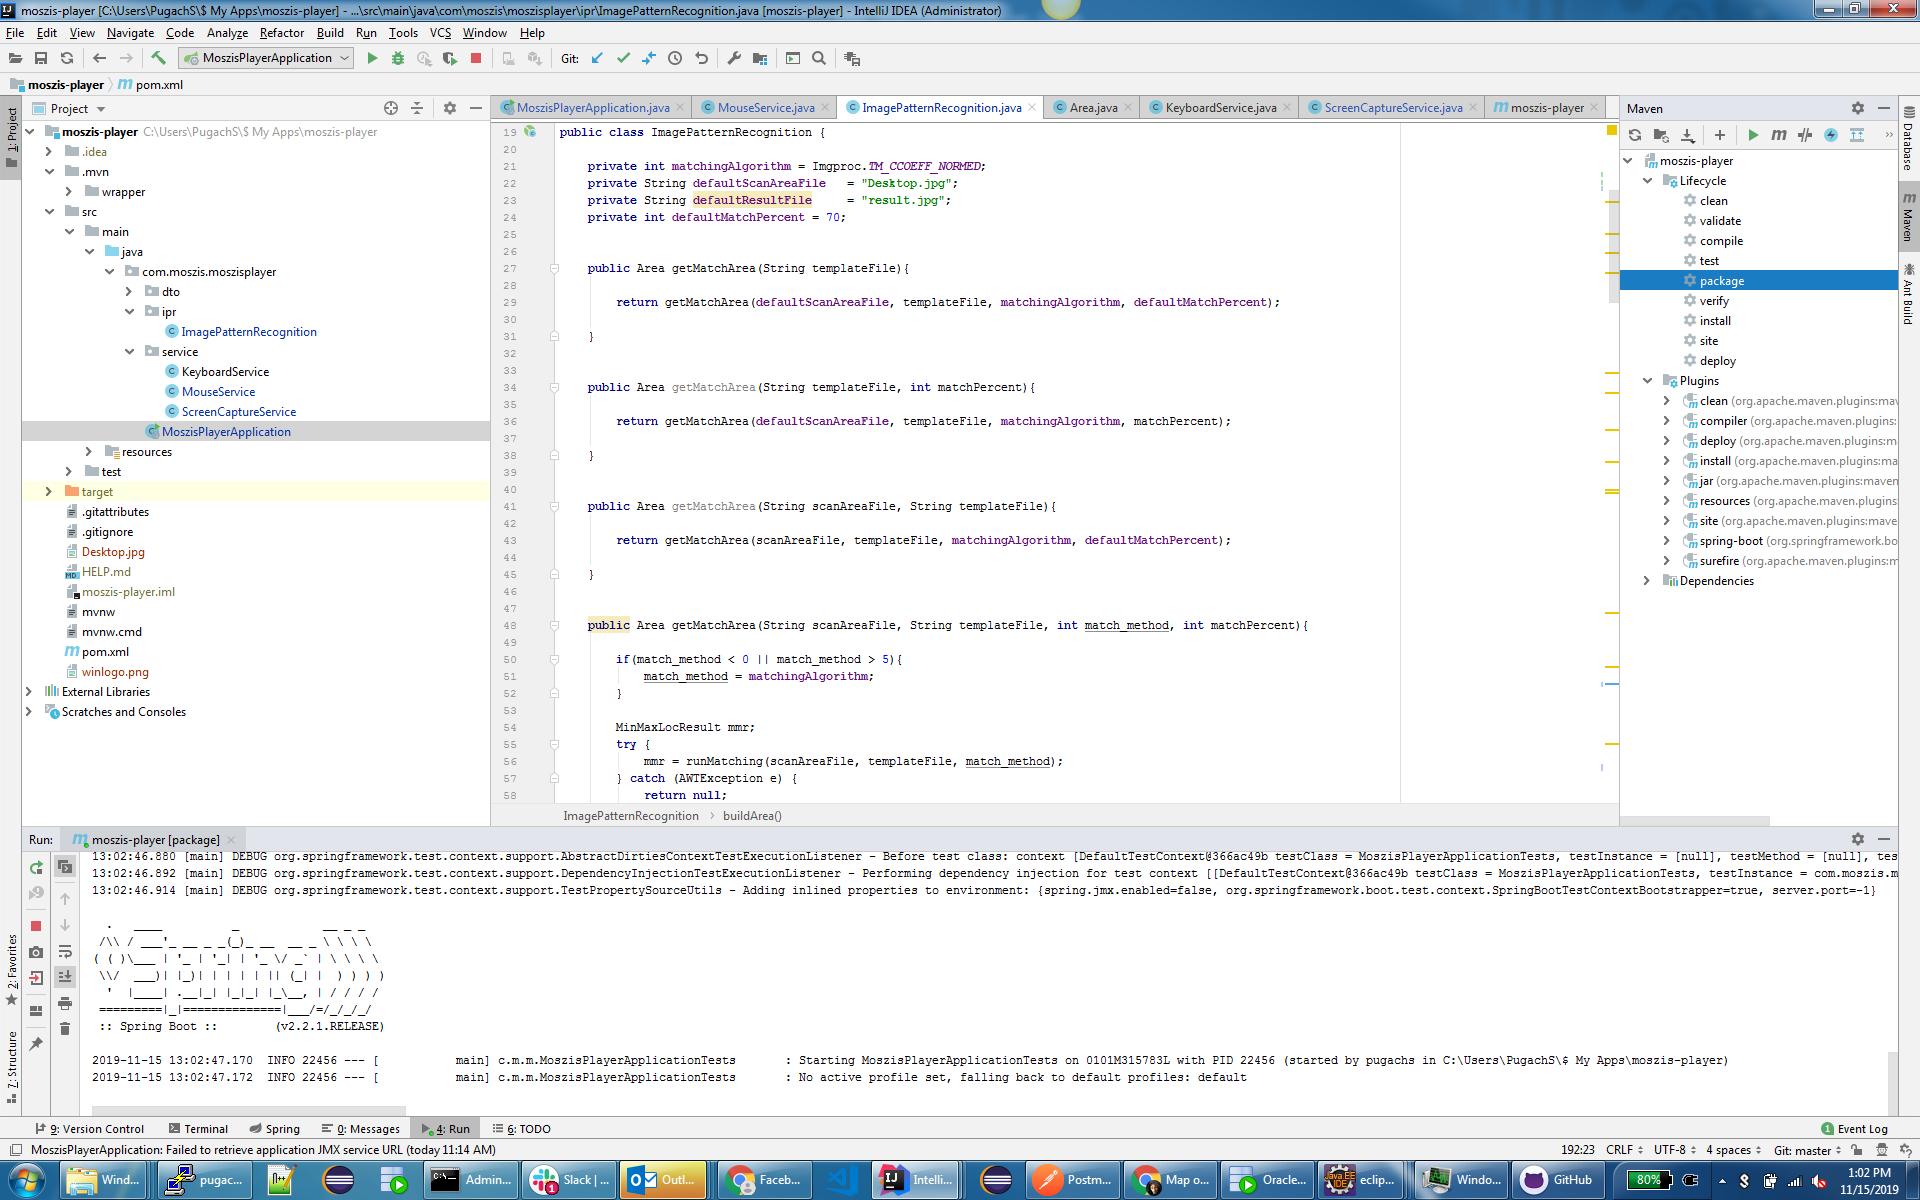 moszis-player [C:\Users\PugachS\$ My Apps\moszis-player] - ...\src\main\java\com\moszis\moszisplayer\ipr\ImagePatternRecognition.java [moszis-player] - IntelliJ IDEA (Administrator)
File Edit View Navigate Code Analyze Refactor Build Run Tools VCS Window Help
MoszisPlayerApplication Git:
moszis-player pom.xml
Project
MoszisPlayerApplication.java MouseService.java ImagePatternRecognition.java Area.java KeyboardService.java ScreenCaptureService.java moszis-player
Maven
1: Project
moszis-player C:\Users\PugachS\$ My Apps\moszis-player
.idea
.mvn
wrapper
src
main
java
com.moszis.moszisplayer
dto
ipr
ImagePatternRecognition
service
KeyboardService
MouseService
ScreenCaptureService
MoszisPlayerApplication
resources
test
target
.gitattributes
.gitignore
Desktop.jpg
HELP.md
moszis-player.iml
mvnw
mvnw.cmd
pom.xml
winlogo.png
External Libraries
Scratches and Consoles
19 public class ImagePatternRecognition {
20
21 private int matchingAlgorithm = Imgproc.TM_CCOEFF_NORMED;
22 private String defaultScanAreaFile = "Desktop.jpg";
23 private String defaultResultFile = "result.jpg";
24 private int defaultMatchPercent = 70;
25
26
27 public Area getMatchArea(String templateFile){
28
29 return getMatchArea(defaultScanAreaFile, templateFile, matchingAlgorithm, defaultMatchPercent);
30
31 }
32
33
34 public Area getMatchArea(String templateFile, int matchPercent){
35
36 return getMatchArea(defaultScanAreaFile, templateFile, matchingAlgorithm, matchPercent);
37
38 }
39
40
41 public Area getMatchArea(String scanAreaFile, String templateFile){
42
43 return getMatchArea(scanAreaFile, templateFile, matchingAlgorithm, defaultMatchPercent);
44
45 }
46
47
48 public Area getMatchArea(String scanAreaFile, String templateFile, int match_method, int matchPercent){
49
50 if(match_method < 0 || match_method > 5){
51 match_method = matchingAlgorithm;
52 }
53
54 MinMaxLocResult mmr;
55 try {
56 mmr = runMatching(scanAreaFile, templateFile, match_method);
57 } catch (AWTException e) {
58 return null;
ImagePatternRecognition buildArea()
moszis-player
Lifecycle
clean
validate
compile
test
package
verify
install
site
deploy
Plugins
clean (org.apache.maven.plugins:mav
compiler (org.apache.maven.plugins:
deploy (org.apache.maven.plugins:m
install (org.apache.maven.plugins:ma
jar (org.apache.maven.plugins:maven
resources (org.apache.maven.plugins
site (org.apache.maven.plugins:mave
spring-boot (org.springframework.bo
surefire (org.apache.maven.plugins:m
Dependencies
Database
Maven
Ant Build
Run: moszis-player [package]
13:02:46.880 [main] DEBUG org.springframework.test.context.support.AbstractDirtiesContextTestExecutionListener - Before test class: context [DefaultTestContext@366ac49b testClass = MoszisPlayerApplicationTests, testInstance = [null], testMethod = [null], tes
13:02:46.892 [main] DEBUG org.springframework.test.context.support.DependencyInjectionTestExecutionListener - Performing dependency injection for test context [[DefaultTestContext@366ac49b testClass = MoszisPlayerApplicationTests, testInstance = com.moszis.m
13:02:46.914 [main] DEBUG org.springframework.test.context.support.TestPropertySourceUtils - Adding inlined properties to environment: {spring.jmx.enabled=false, org.springframework.boot.test.context.SpringBootTestContextBootstrapper=true, server.port=-1}
:: Spring Boot :: (v2.2.1.RELEASE)
2019-11-15 13:02:47.170 INFO 22456 --- [ main] c.m.m.MoszisPlayerApplicationTests : Starting MoszisPlayerApplicationTests on 0101M315783L with PID 22456 (started by pugachs in C:\Users\PugachS\$ My Apps\moszis-player)
2019-11-15 13:02:47.172 INFO 22456 --- [ main] c.m.m.MoszisPlayerApplicationTests : No active profile set, falling back to default profiles: default
2: Favorites
7: Structure
9: Version Control Terminal Spring 0: Messages 4: Run 6: TODO 1 Event Log
MoszisPlayerApplication: Failed to retrieve application JMX service URL (today 11:14 AM) 192:23 CRLF UTF-8 4 spaces Git: master
Wind... pugac... Admin... Slack | ... Outl... Faceb... Intelli... Postm... Map o... Oracle... eclip... Windo... GitHub 80% 1:02 PM
11/15/2019